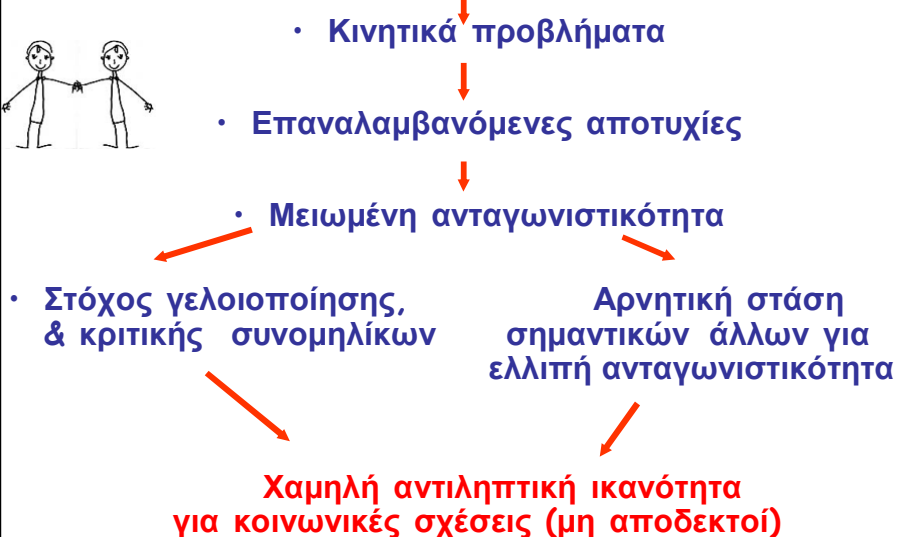 • Κινητικά προβλήματα
• Επαναλαμβανόμενες αποτυχίες
• Μειωμένη ανταγωνιστικότητα
• Στόχος γελοιοποίησης,
& κριτικής συνομηλίκων
Αρνητική στάση
σημαντικών άλλων για
ελλιπή ανταγωνιστικότητα
Χαμηλή αντιληπτική ικανότητα
για κοινωνικές σχέσεις (μη αποδεκτοί)